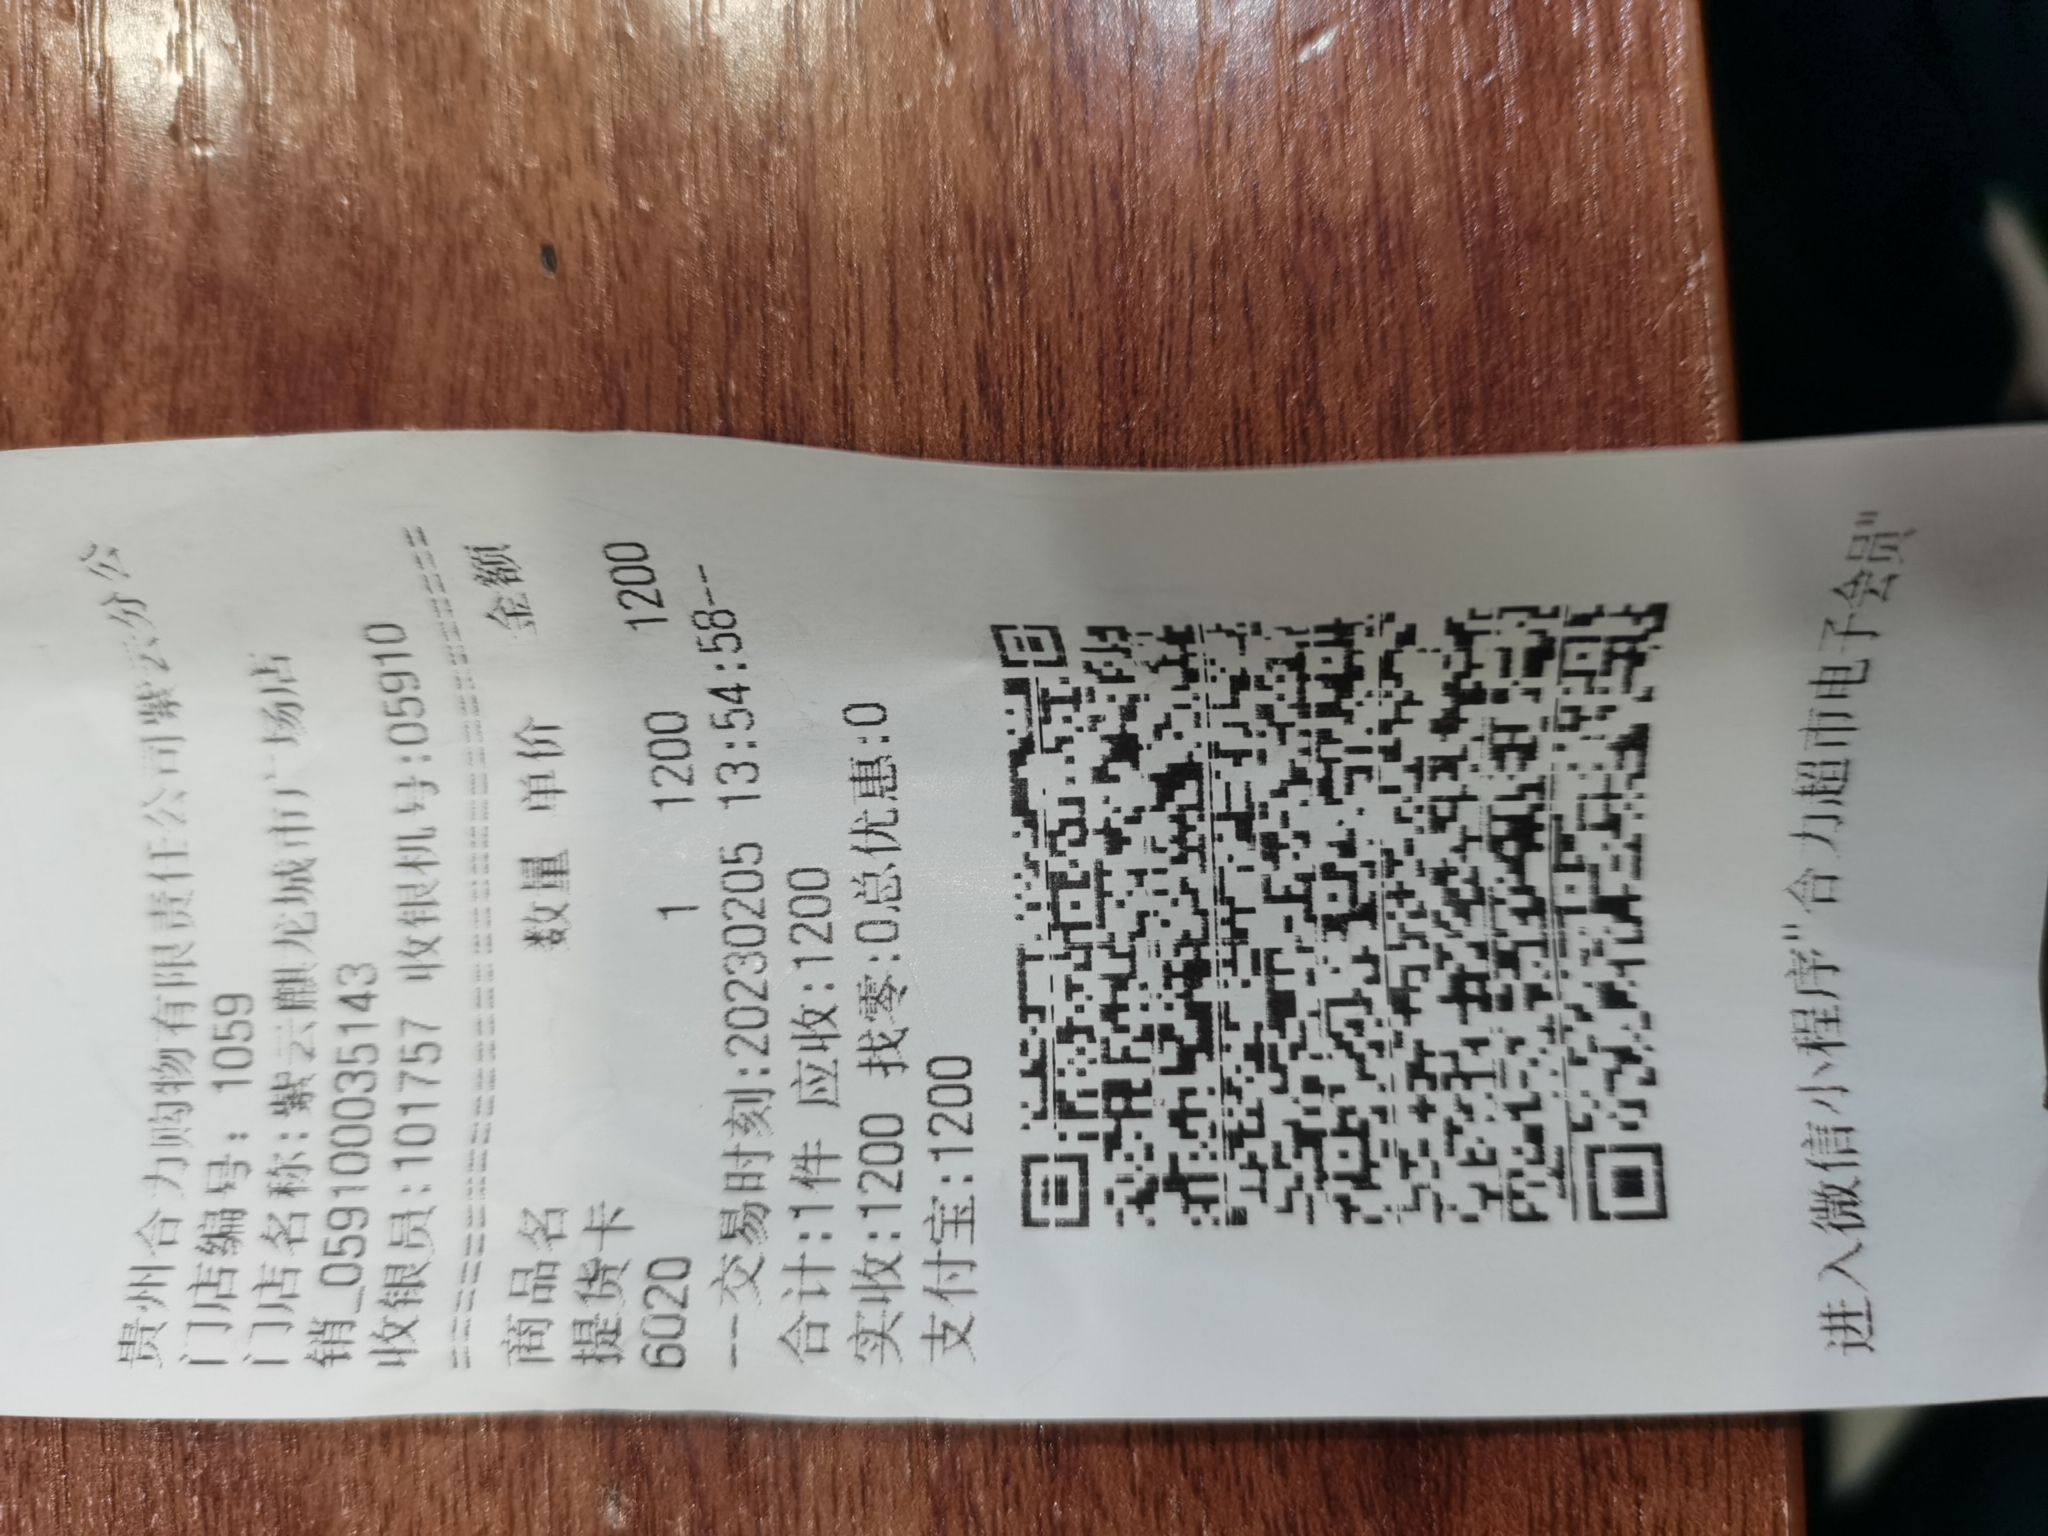 贵州合力购物有限责任公司紫云分公
门店编号: 1059
门店名称:紫云麒龙城市广场店
销_0591000035143
收银员:101757 收银机号:05910
商品名 数量 单价 金额
提货卡
6020 1 1200 1200
--交易时刻:20230205 13:54:58--
合计:1件 应收:1200
实收:1200 找零:0总优惠:0
支付宝:1200
进入微信小程序"合力超市电子会员"